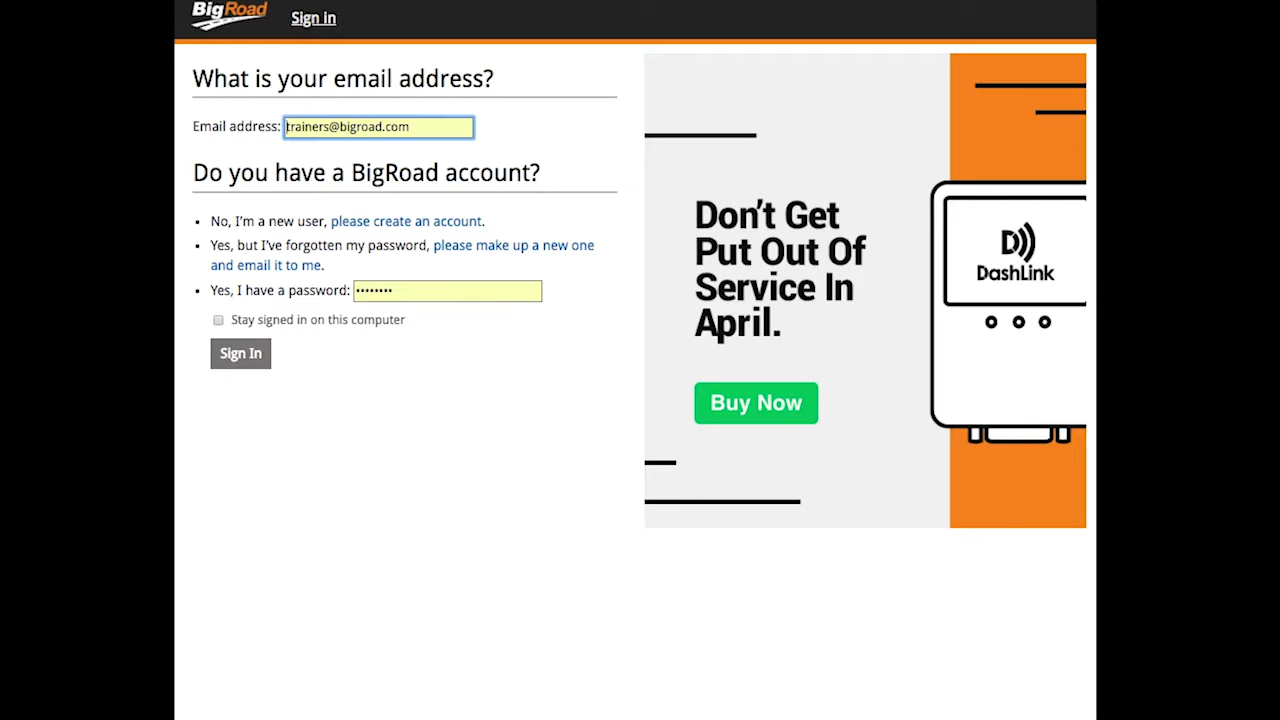 BigRoad
Sign in
What is your email address?
Email address: trainers@bigroad.com
Do you have a BigRoad account?
No, I'm a new user, please create an account.
Yes, but I've forgotten my password, please make up a new one
and email it to me.
Yes, I have a password: ••••••••
Stay signed in on this computer
Sign In
Don't Get
Put Out Of
Service In
April.
Buy Now
DashLink